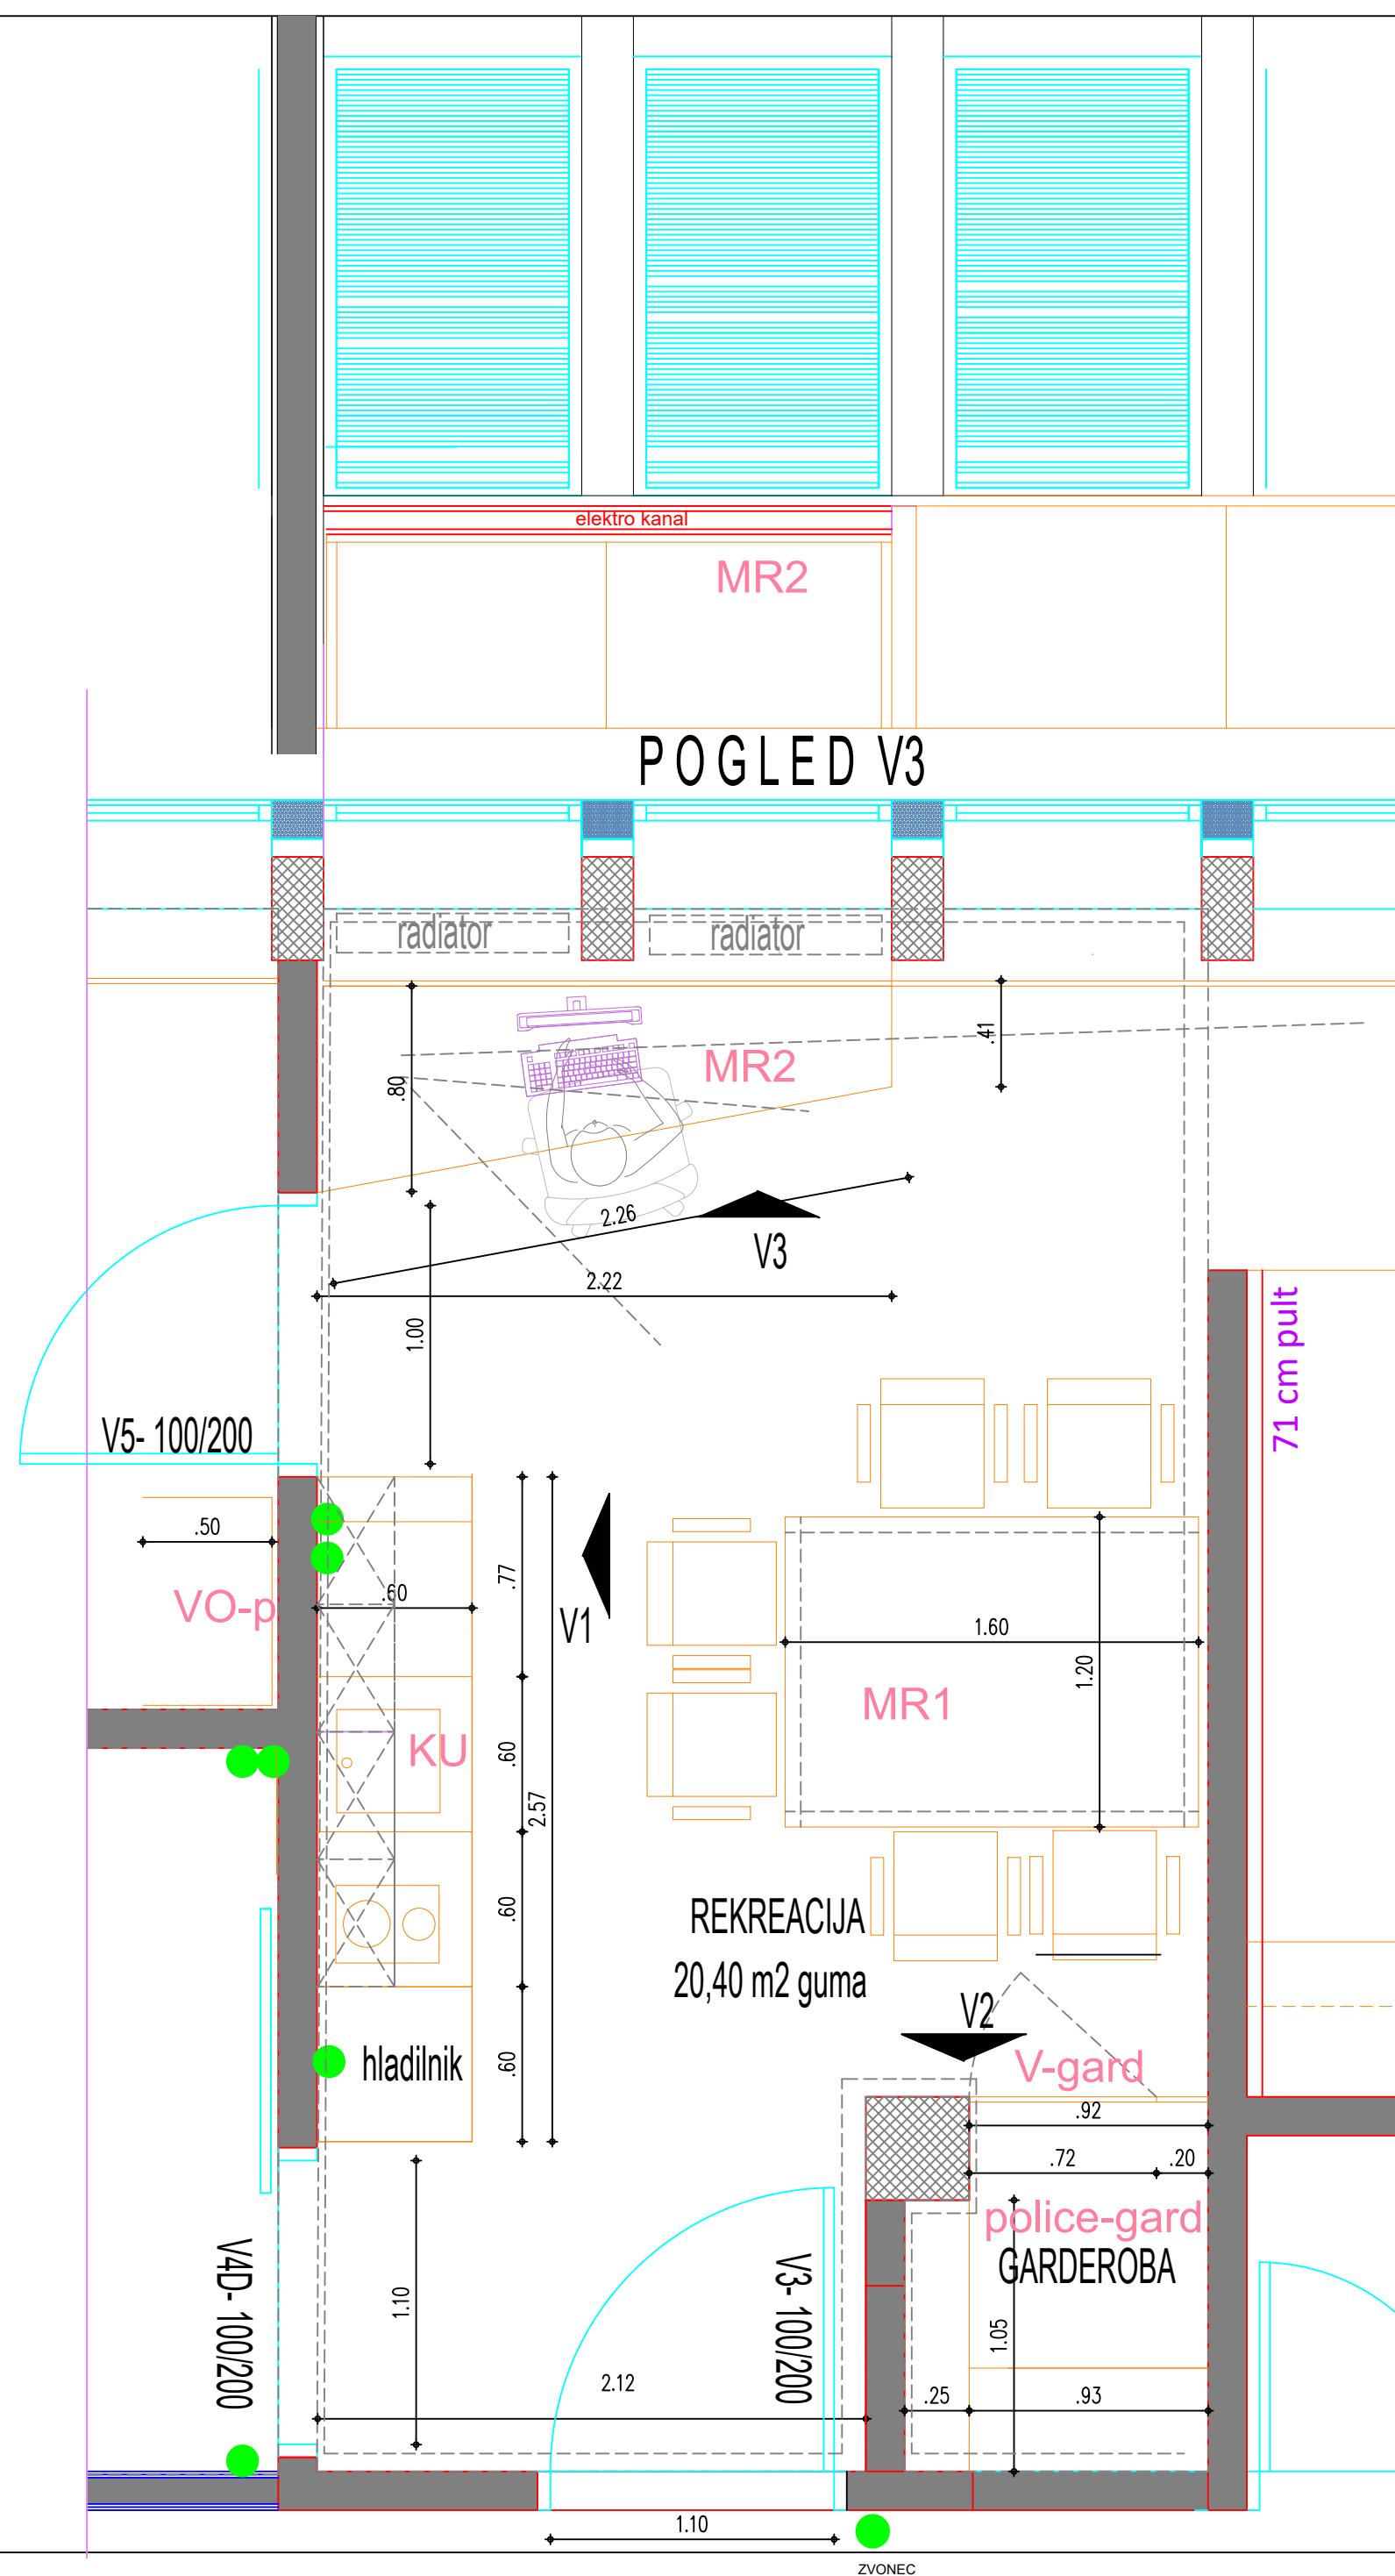 elektro kanal
MR2
POGLED V3
radiator
radiator
.41
MR2
.80
2.26
V3
2.22
1.00
71 cm pult
V5- 100/200
.50
.77
.60
VO-p
V1
1.60
1.20
MR1
KU
.60
2.57
REKREACIJA
.60
20,40 m2 guma
V2
hladilnik
.60
V-gard
.92
.72
.20
police-gard
GARDEROBA
V4D- 100/200
V3- 100/200
1.10
1.05
2.12
.25
.93
1.10
ZVONEC